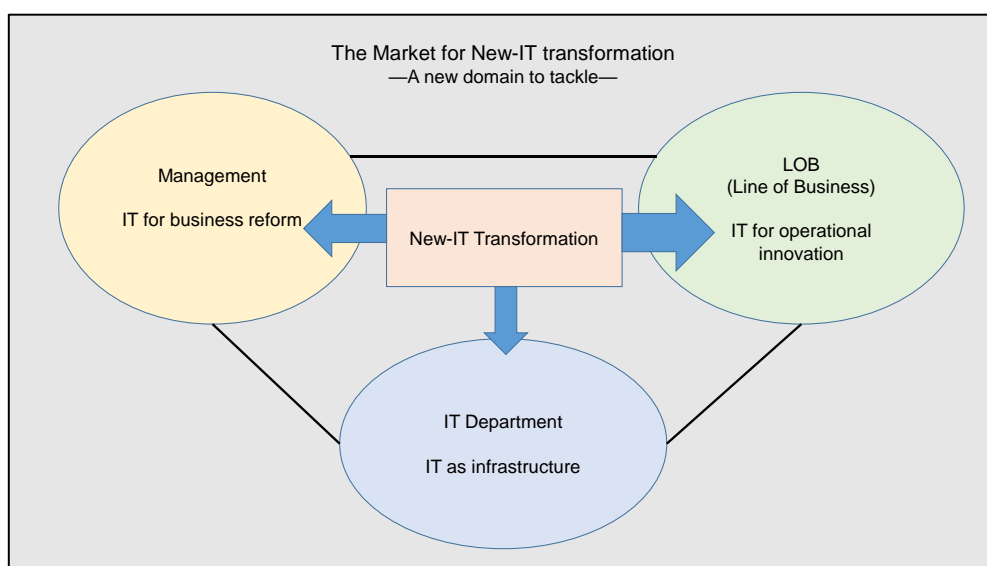 The Market for New-IT transformation
—A new domain to tackle—
Management
IT for business reform
New-IT Transformation
LOB
(Line of Business)
IT for operational
innovation
IT Department
IT as infrastructure